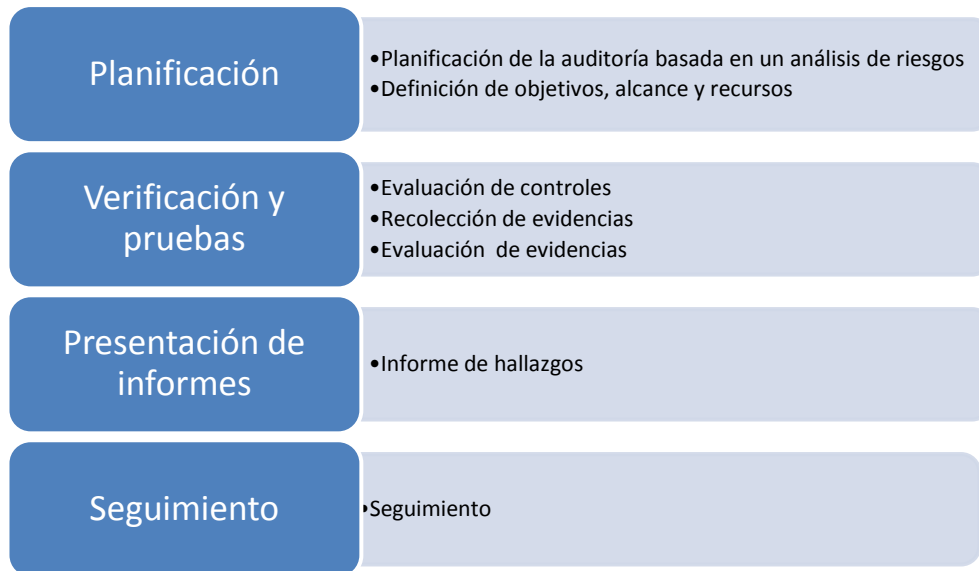 Planificación
•Planificación de la auditoría basada en un análisis de riesgos
•Definición de objetivos, alcance y recursos
Verificación y
pruebas
•Evaluación de controles
•Recolección de evidencias
•Evaluación de evidencias
Presentación de
informes
•Informe de hallazgos
Seguimiento
•Seguimiento